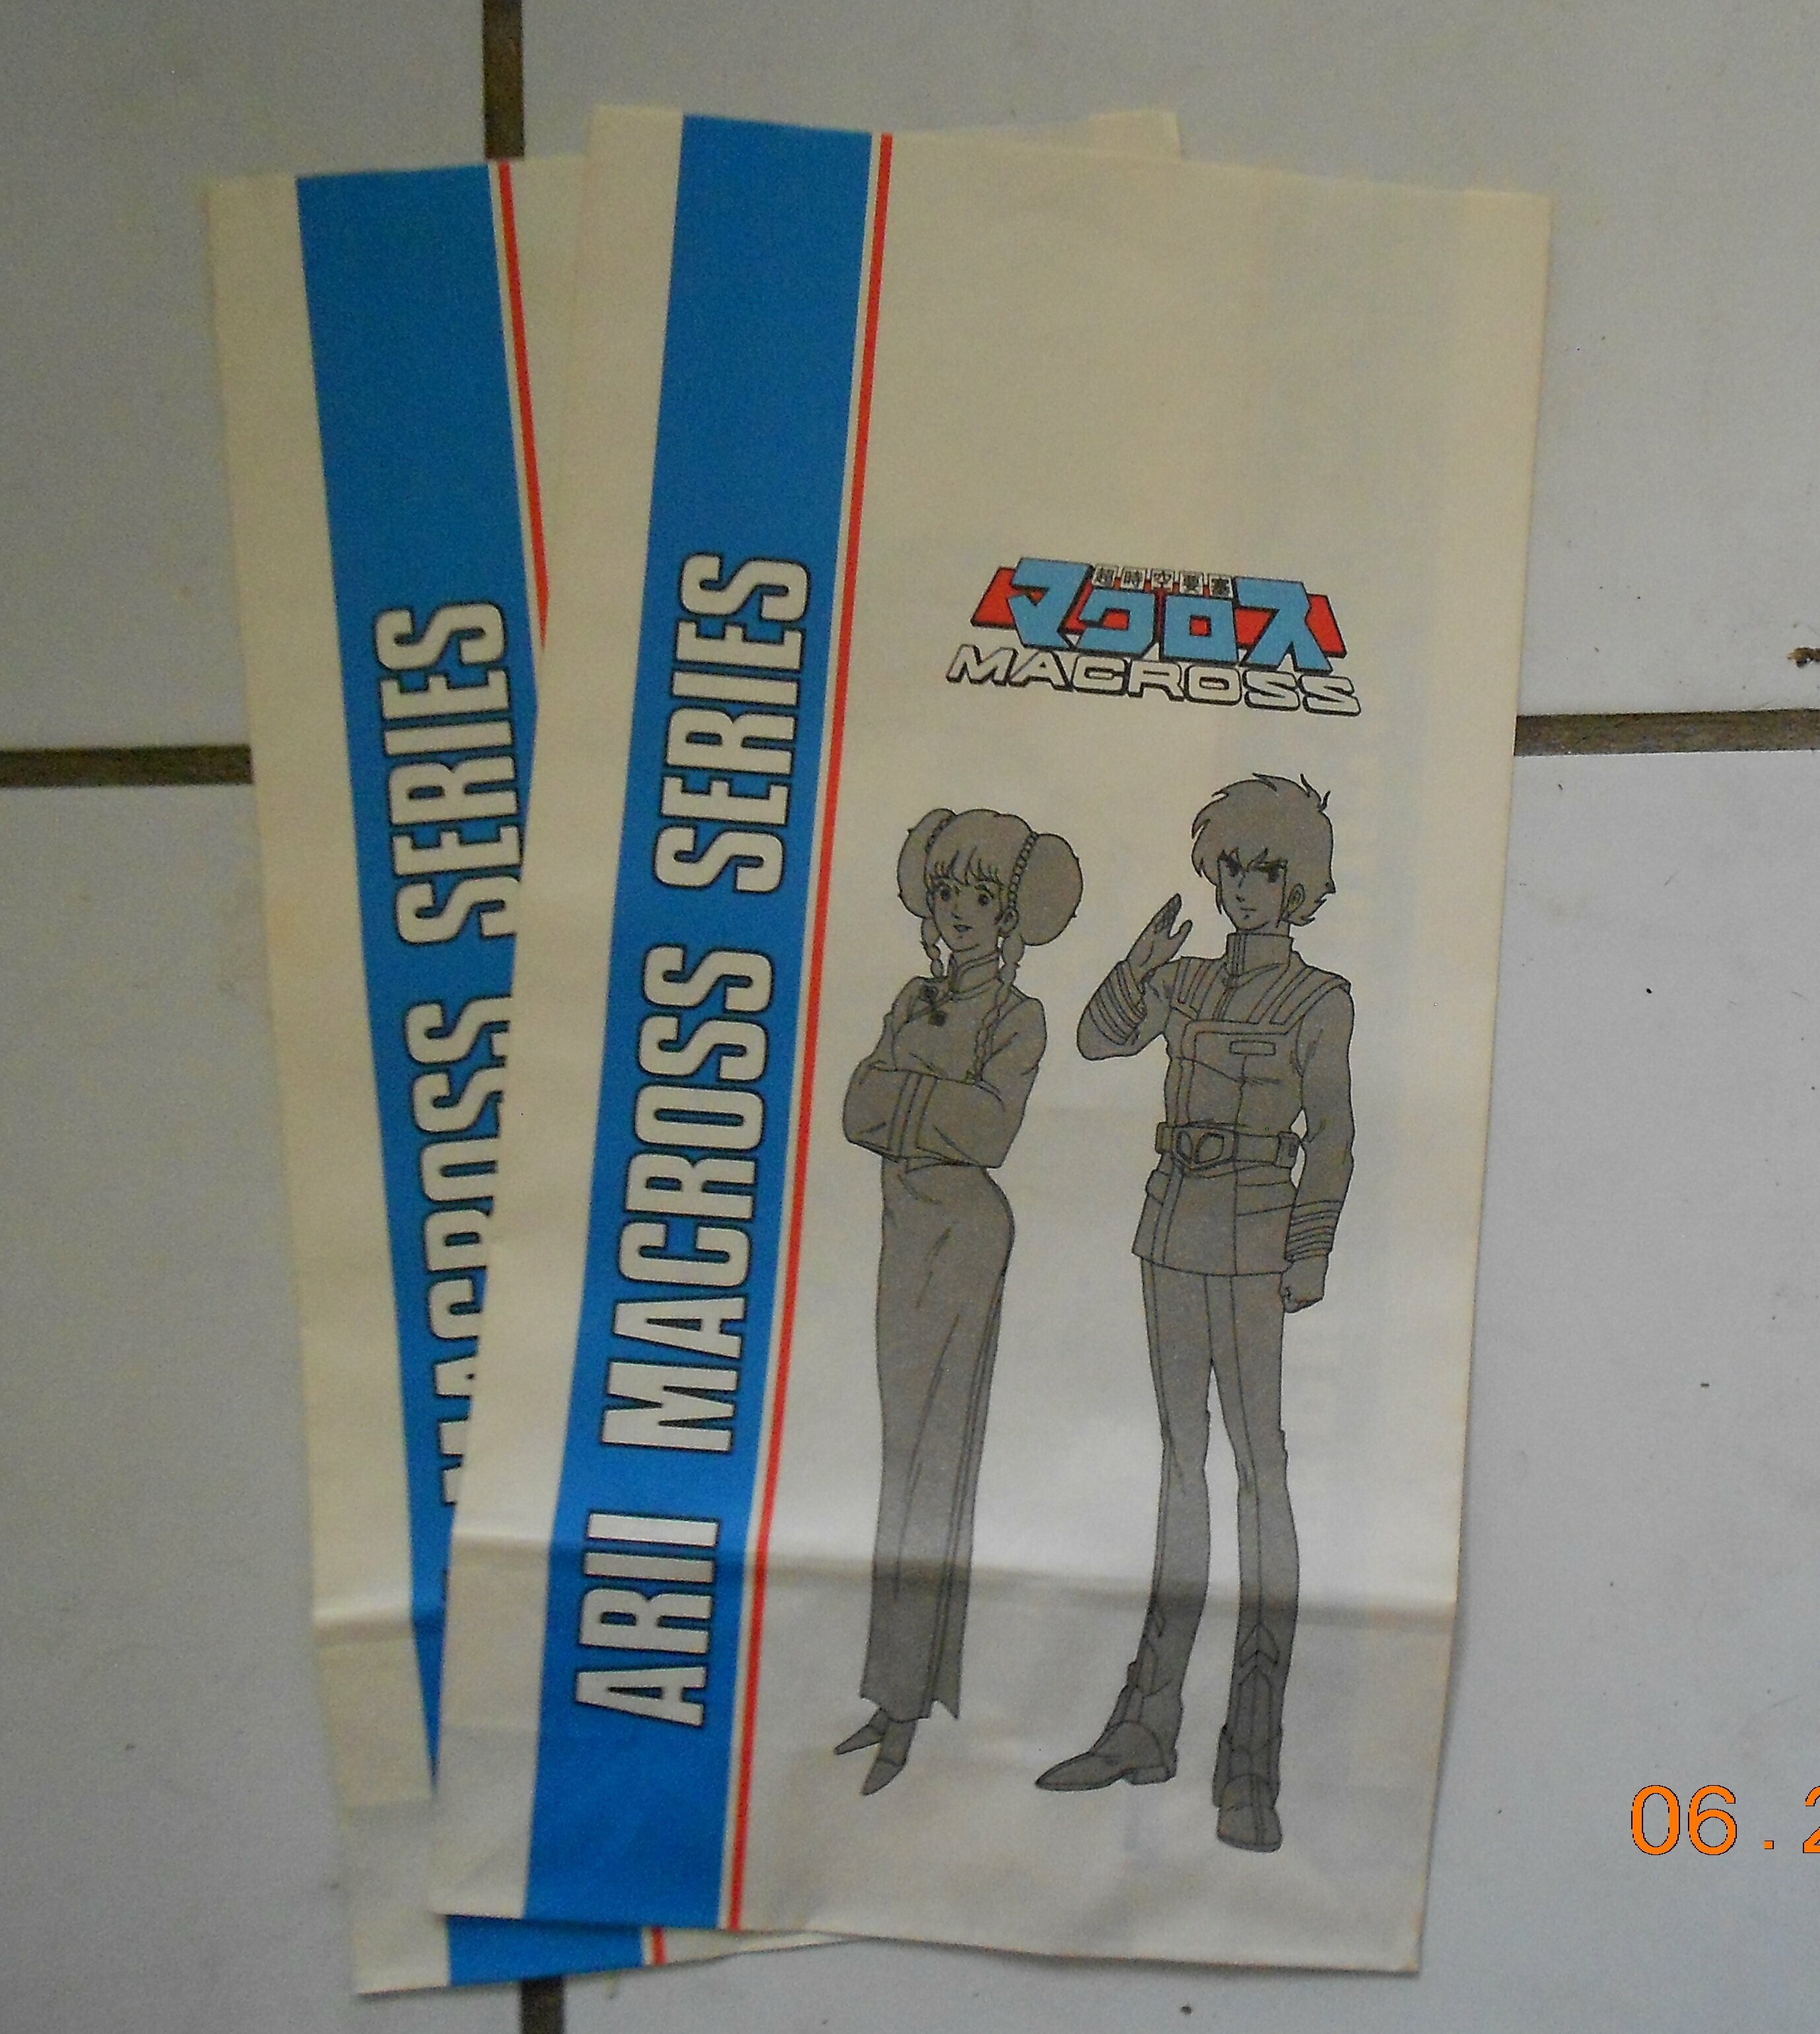 MACROSS SERIES
ARII MACROSS SERIES
超時空要塞
マクロス
MACROSS
06.2